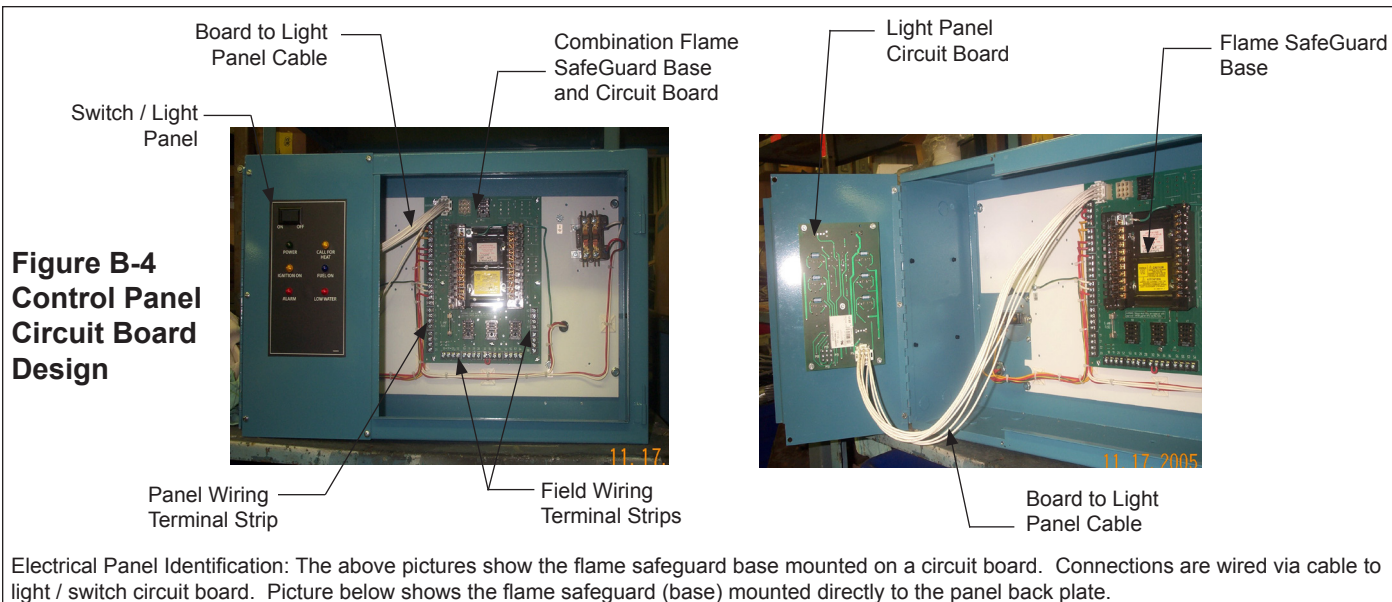 Board to Light
Panel Cable
Combination Flame
SafeGuard Base
and Circuit Board
Light Panel
Circuit Board
Flame SafeGuard
Base
Switch / Light
Panel
ON OFF
POWER
CALL FOR
HEAT
IGNITION ON
FUEL ON
ALARM
LOW WATER
Figure B-4
Control Panel
Circuit Board
Design
11.17.
11.17.2005
Panel Wiring
Terminal Strip
Field Wiring
Terminal Strips
Board to Light
Panel Cable
Electrical Panel Identification: The above pictures show the flame safeguard base mounted on a circuit board. Connections are wired via cable to
light / switch circuit board. Picture below shows the flame safeguard (base) mounted directly to the panel back plate.